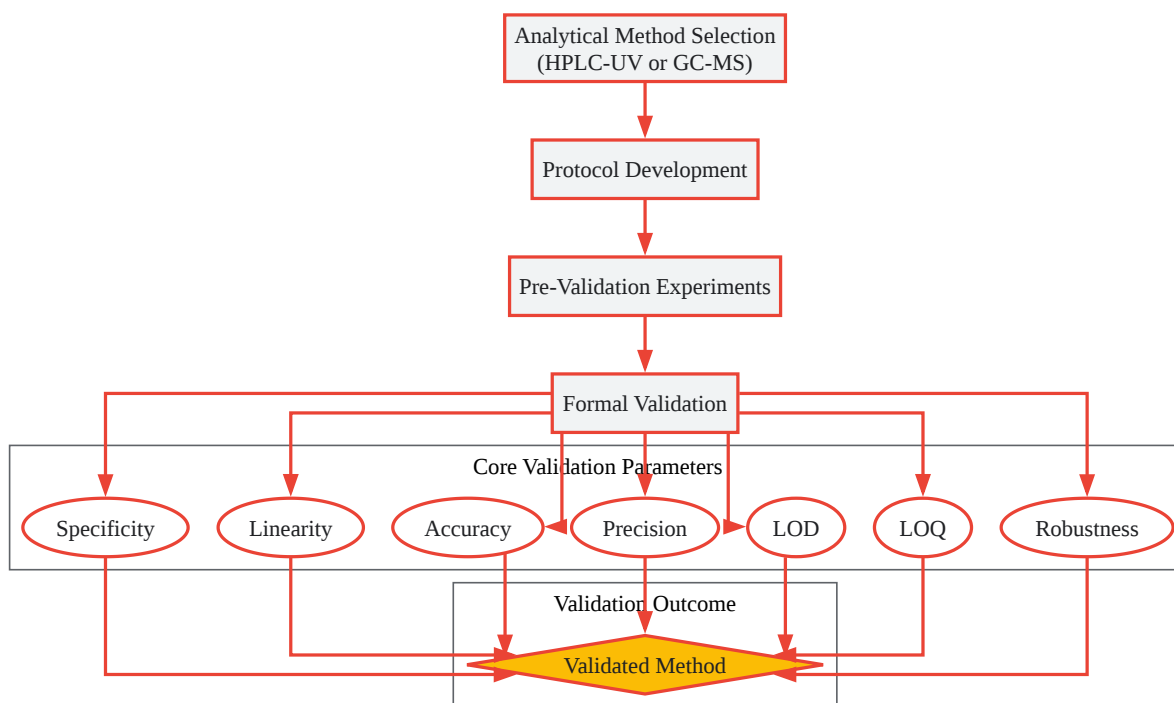 Analytical Method Selection
(HPLC-UV or GC-MS)
Protocol Development
Pre-Validation Experiments
Formal Validation
Core Validation Parameters
Specificity
Linearity
Accuracy
Precision
LOD
LOQ
Robustness
Validation Outcome
Validated Method